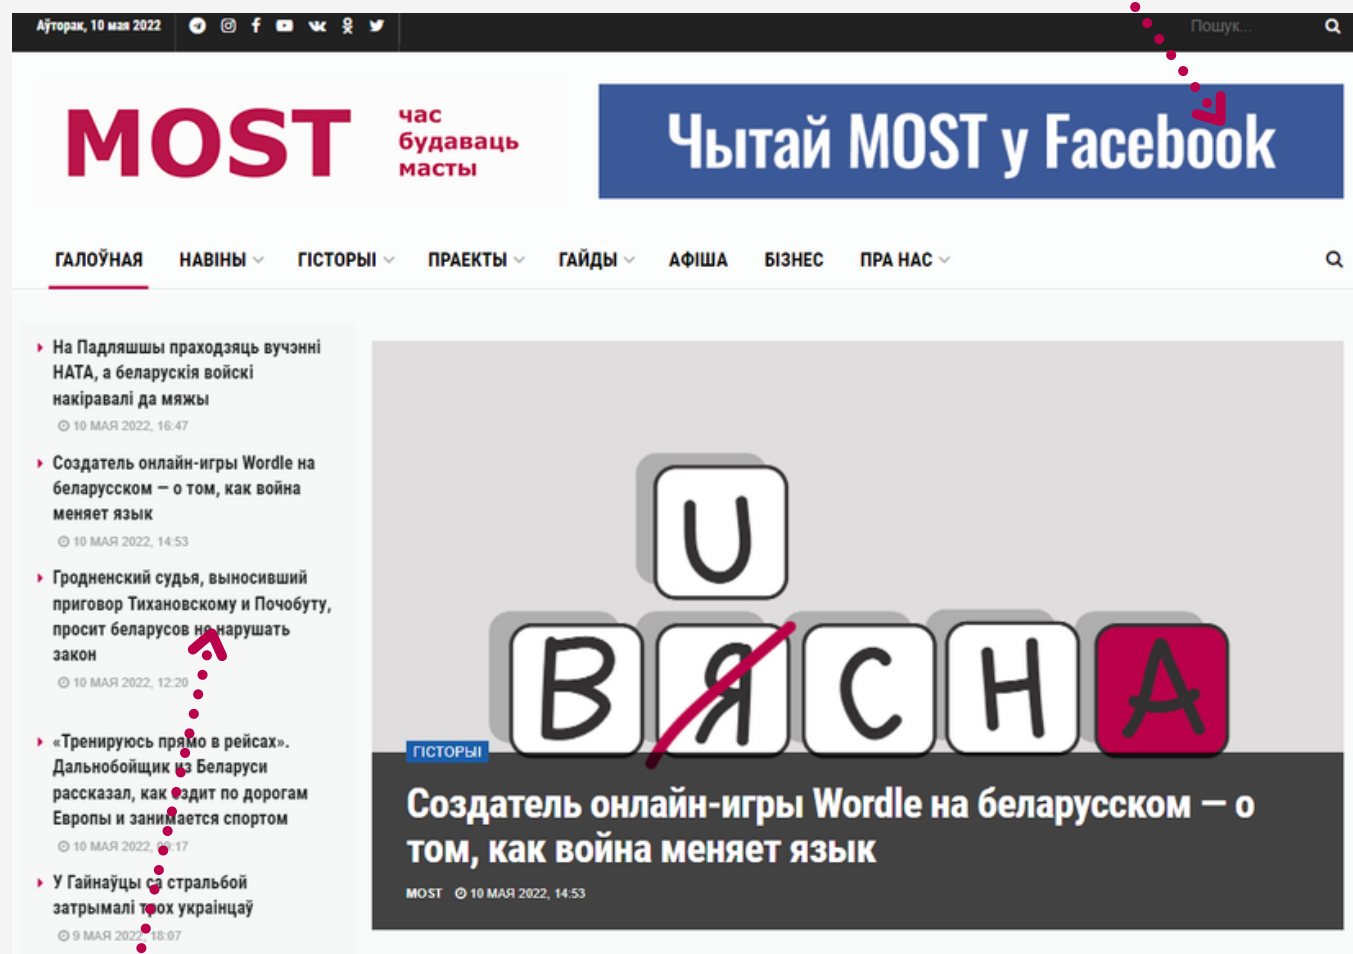 Аўторак, 10 мая 2022
Пошук...
MOST
час
будаваць
масты
Чытай MOST у Facebook
ГАЛОЎНАЯ НАВІНЫ ГІСТОРЫІ ПРАЕКТЫ ГАЙДЫ АФІША БІЗНЕС ПРА НАС
На Падляшшы праходзяць вучэнні
НАТА, а беларускія войскі
накіравалі да мяжы
10 МАЯ 2022, 16:47
Создатель онлайн-игры Wordle на
беларусском — о том, как война
меняет язык
10 МАЯ 2022, 14:53
Гродненский судья, выносивший
приговор Тихановскому и Почобуту,
просит беларусов не нарушать
закон
10 МАЯ 2022, 12:20
«Тренируюсь прямо в рейсах».
Дальнобойщик из Беларуси
рассказал, как ездит по дорогам
Европы и занимается спортом
10 МАЯ 2022, 09:17
У Гайнаўцы са стральбой
затрымалі трох украінцаў
9 МАЯ 2022, 18:07
U
В Я С Н А
ГІСТОРЫІ
Создатель онлайн-игры Wordle на беларусском — о
том, как война меняет язык
MOST 10 МАЯ 2022, 14:53